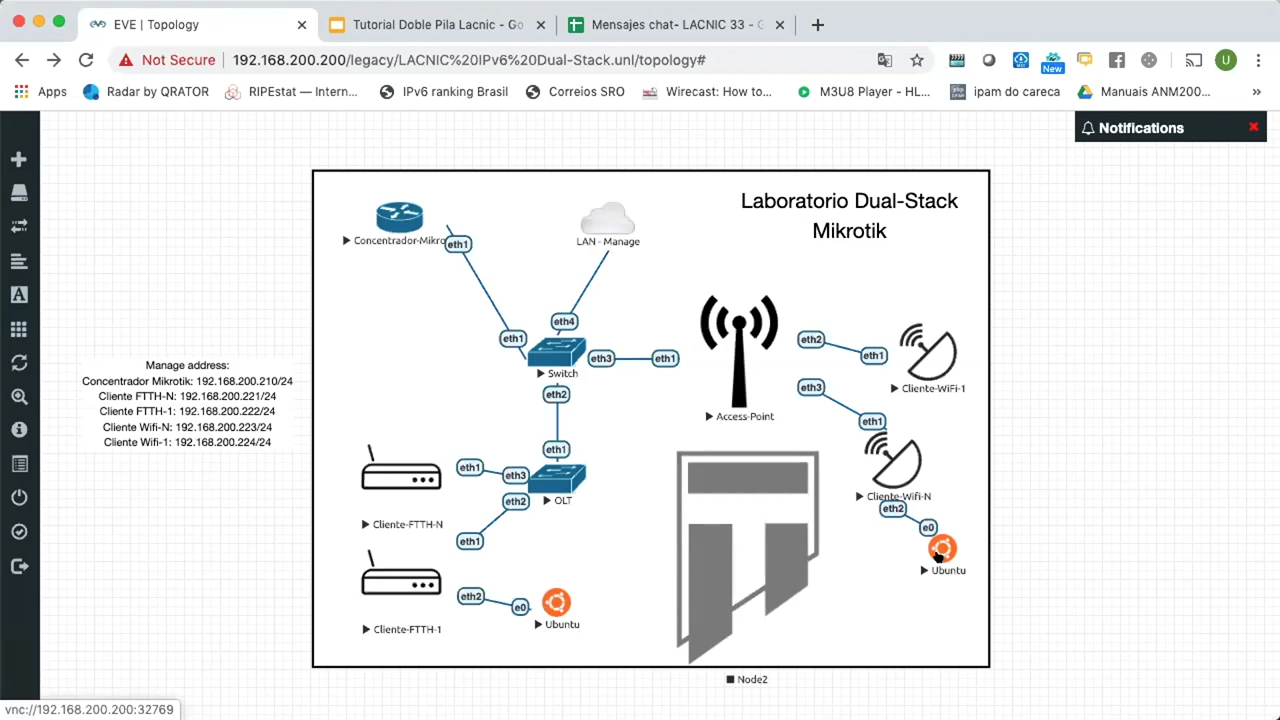 EVE | Topology
Tutorial Doble Pila Lacnic - Go
Mensajes chat- LACNIC 33 - G
Not Secure
192.168.200.200/legacy/LACNIC%20IPv6%20Dual-Stack.unl/topology#
New
U
Apps
Radar by QRATOR
RIPEstat — Intern...
IPv6 ranking Brasil
Correios SRO
Wirecast: How to...
M3U8 Player - HL...
ipam do careca
Manuais ANM200...
»
Notifications
Laboratorio Dual-Stack
Mikrotik
Concentrador-Mikro
eth1
LAN - Manage
eth4
eth1
Switch
eth3
eth1
eth2
Access-Point
eth2
eth1
Cliente-WiFi-1
eth3
eth1
Cliente-Wifi-N
eth2
e0
Ubuntu
Manage address:
Concentrador Mikrotik: 192.168.200.210/24
Cliente FTTH-N: 192.168.200.221/24
Cliente FTTH-1: 192.168.200.222/24
Cliente Wifi-N: 192.168.200.223/24
Cliente Wifi-1: 192.168.200.224/24
eth1
eth1
eth3
OLT
eth2
Cliente-FTTH-N
eth1
eth2
e0
Ubuntu
Cliente-FTTH-1
Node2
vnc://192.168.200.200:32769